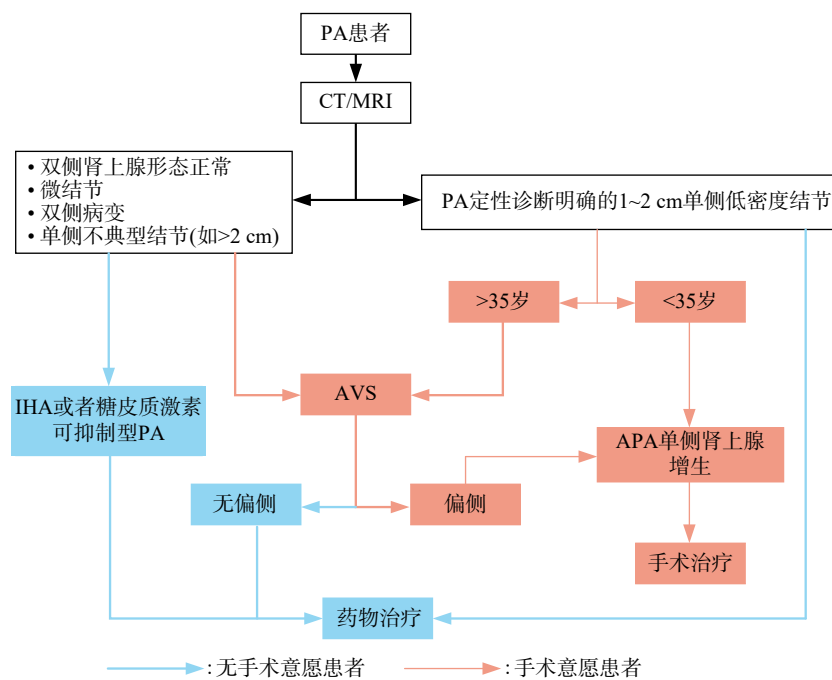 PA患者
CT/MRI
• 双侧肾上腺形态正常
• 微结节
• 双侧病变
• 单侧不典型结节(如>2 cm)
PA定性诊断明确的1~2 cm单侧低密度结节
>35岁
<35岁
AVS
IHA或者糖皮质激素
可抑制型PA
APA单侧肾上腺
增生
无偏侧
偏侧
手术治疗
药物治疗
: 无手术意愿患者
: 手术意愿患者